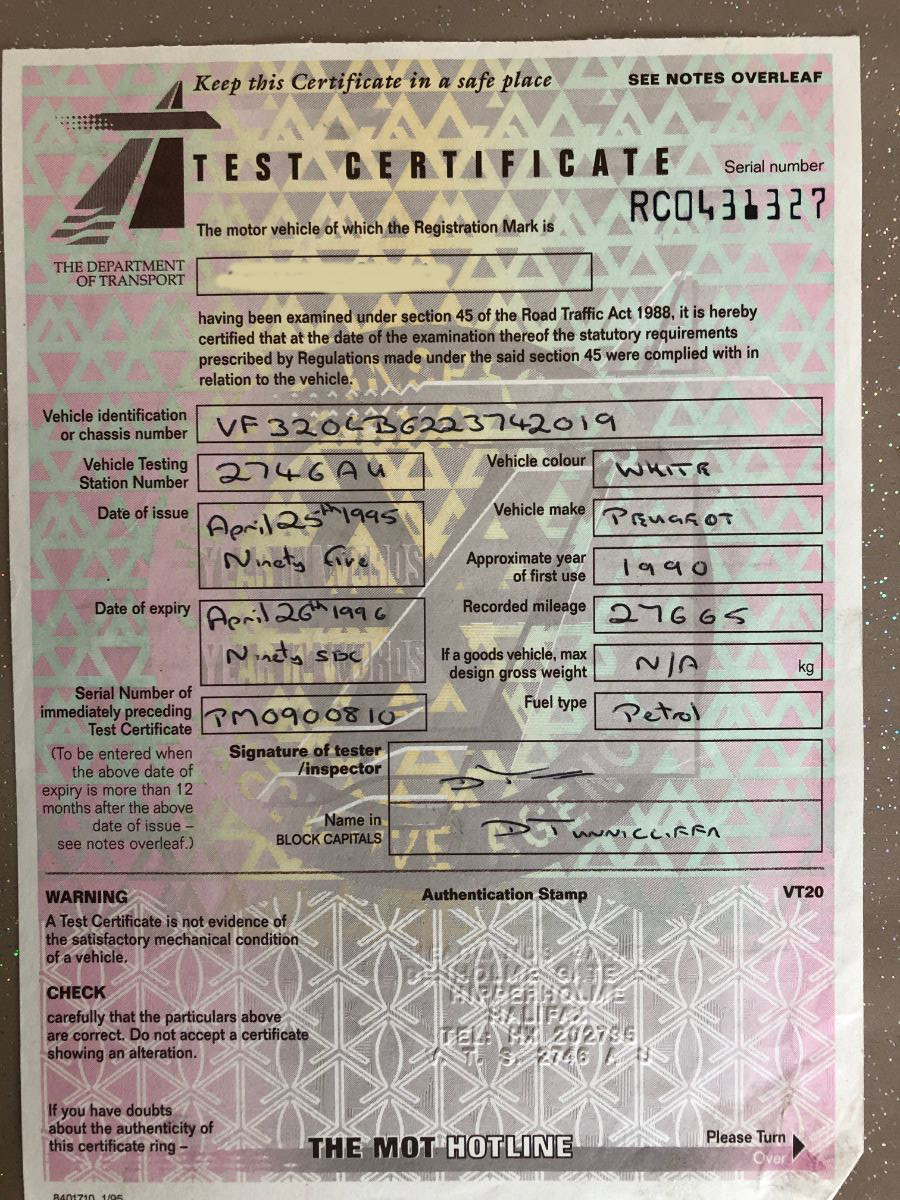 Keep this Certificate in a safe place
SEE NOTES OVERLEAF
TEST CERTIFICATE
Serial number
RC0431327
The motor vehicle of which the Registration Mark is
THE DEPARTMENT
OF TRANSPORT
having been examined under section 45 of the Road Traffic Act 1988, it is hereby
certified that at the date of the examination thereof the statutory requirements
prescribed by Regulations made under the said section 45 were complied with in
relation to the vehicle.
Vehicle identification
or chassis number
VF3204B6223742019
Vehicle Testing
Station Number
2746AU
Vehicle colour
WHITE
Date of issue
April 25th 1995
Ninety five
Vehicle make
PEUGEOT
Approximate year
of first use
1990
Date of expiry
April 26th 1996
Ninety SIX
Recorded mileage
27665
If a goods vehicle, max
design gross weight
N/A
kg
Serial Number of
immediately preceding
Test Certificate
PM0900810
Fuel type
Petrol
(To be entered when
the above date of
expiry is more than 12
months after the above
date of issue –
see notes overleaf.)
Signature of tester
/inspector
Name in
BLOCK CAPITALS
D TUNNICLIFFA
WARNING
Authentication Stamp
VT20
A Test Certificate is not evidence of
the satisfactory mechanical condition
of a vehicle.
CHECK
carefully that the particulars above
are correct. Do not accept a certificate
showing an alteration.
HIPPERHOLME
HALIFAX
TEL: HX 202795
V. T. S. 2746 A U
If you have doubts
about the authenticity of
this certificate ring –
THE MOT HOTLINE
Please Turn
Over
8401710 1/95